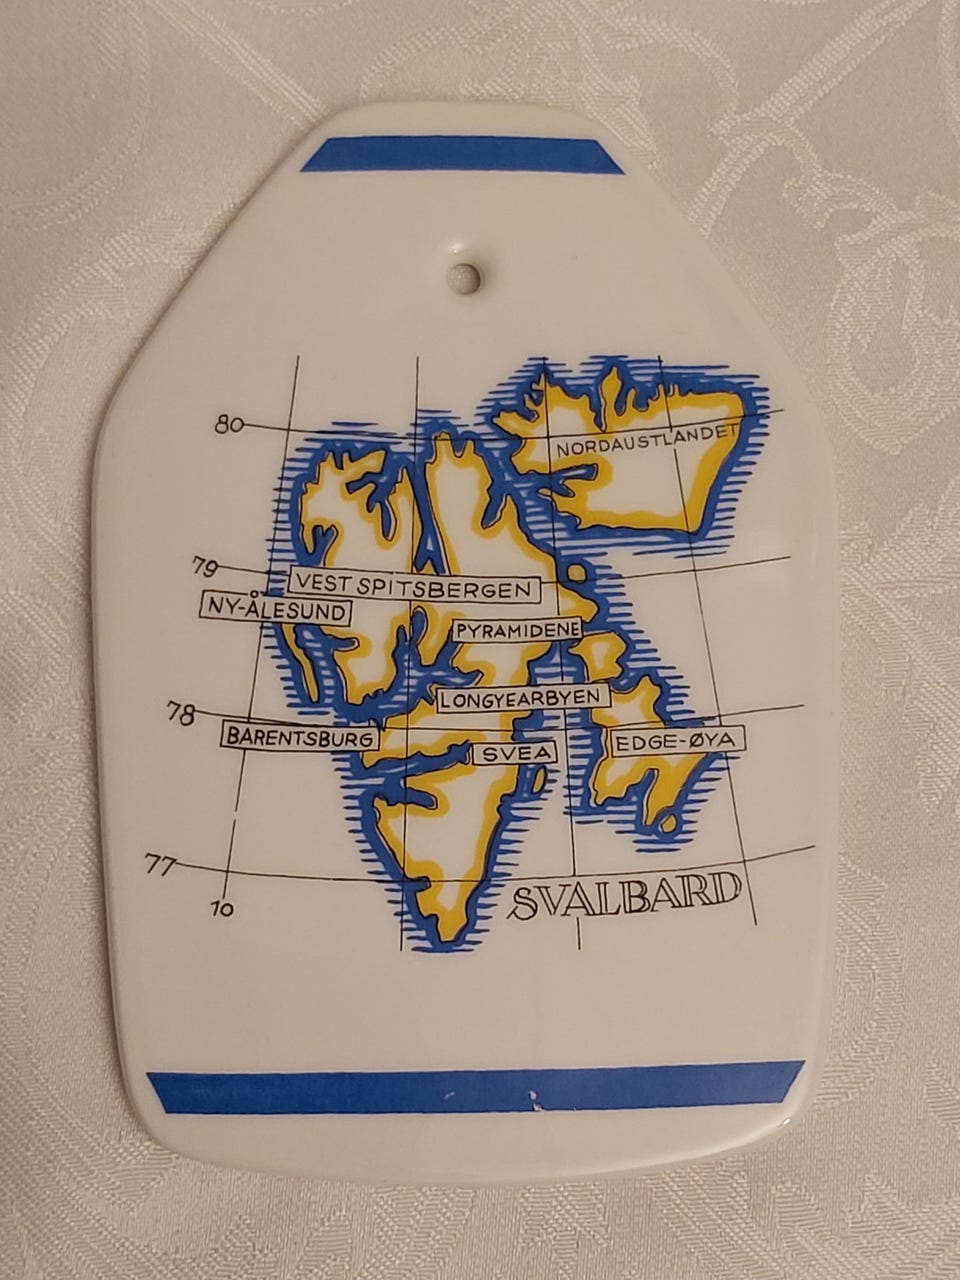 80
NORDAUSTLANDET
79
VEST SPITSBERGEN
NY-ÅLESUND
PYRAMIDENE
LONGYEARBYEN
78
BARENTSBURG
SVEA
EDGE-ØYA
77
SVALBARD
10